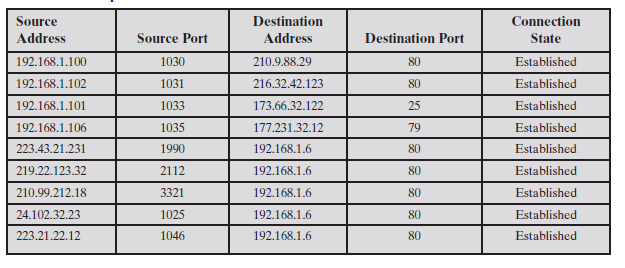 Source Address Source Port Destination Address Destination Port Connection State
192.168.1.100 1030 210.9.88.29 80 Established
192.168.1.102 1031 216.32.42.123 80 Established
192.168.1.101 1033 173.66.32.122 25 Established
192.168.1.106 1035 177.231.32.12 79 Established
223.43.21.231 1990 192.168.1.6 80 Established
219.22.123.32 2112 192.168.1.6 80 Established
210.99.212.18 3321 192.168.1.6 80 Established
24.102.32.23 1025 192.168.1.6 80 Established
223.21.22.12 1046 192.168.1.6 80 Established